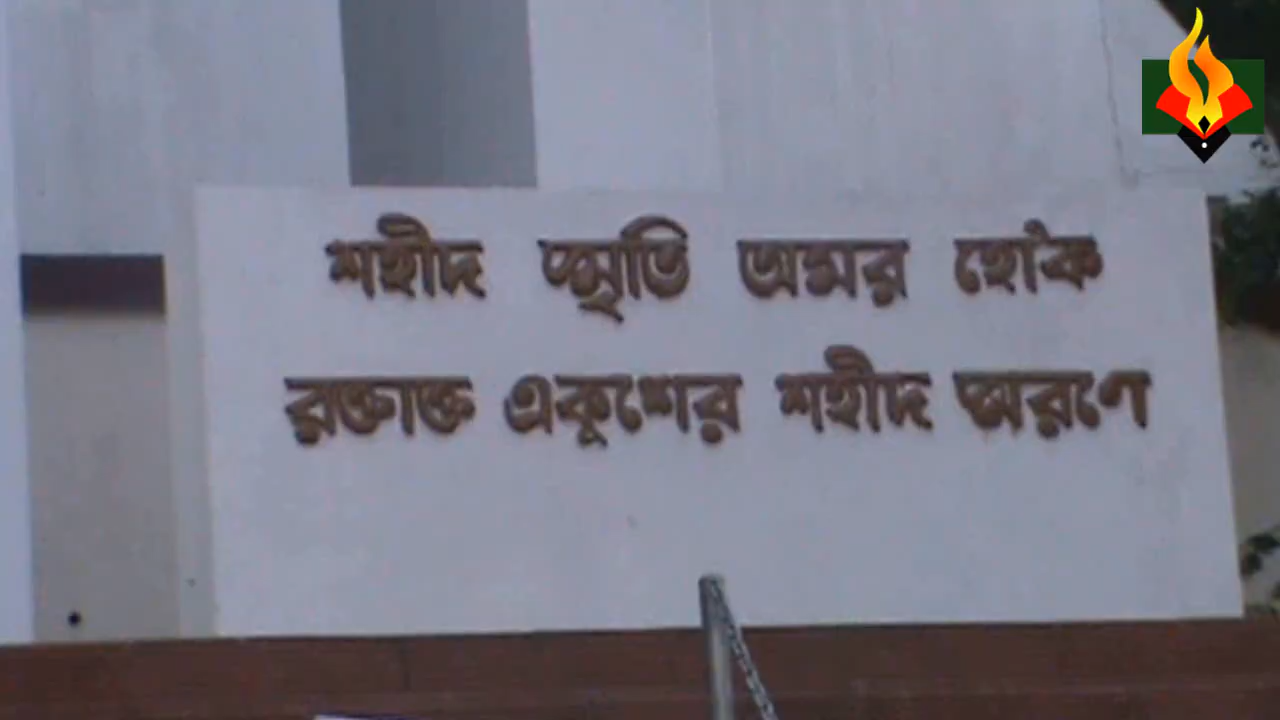 শহীদ স্মৃতি অমর হোক
রক্তাক্ত একুশের শহীদ স্মরণে